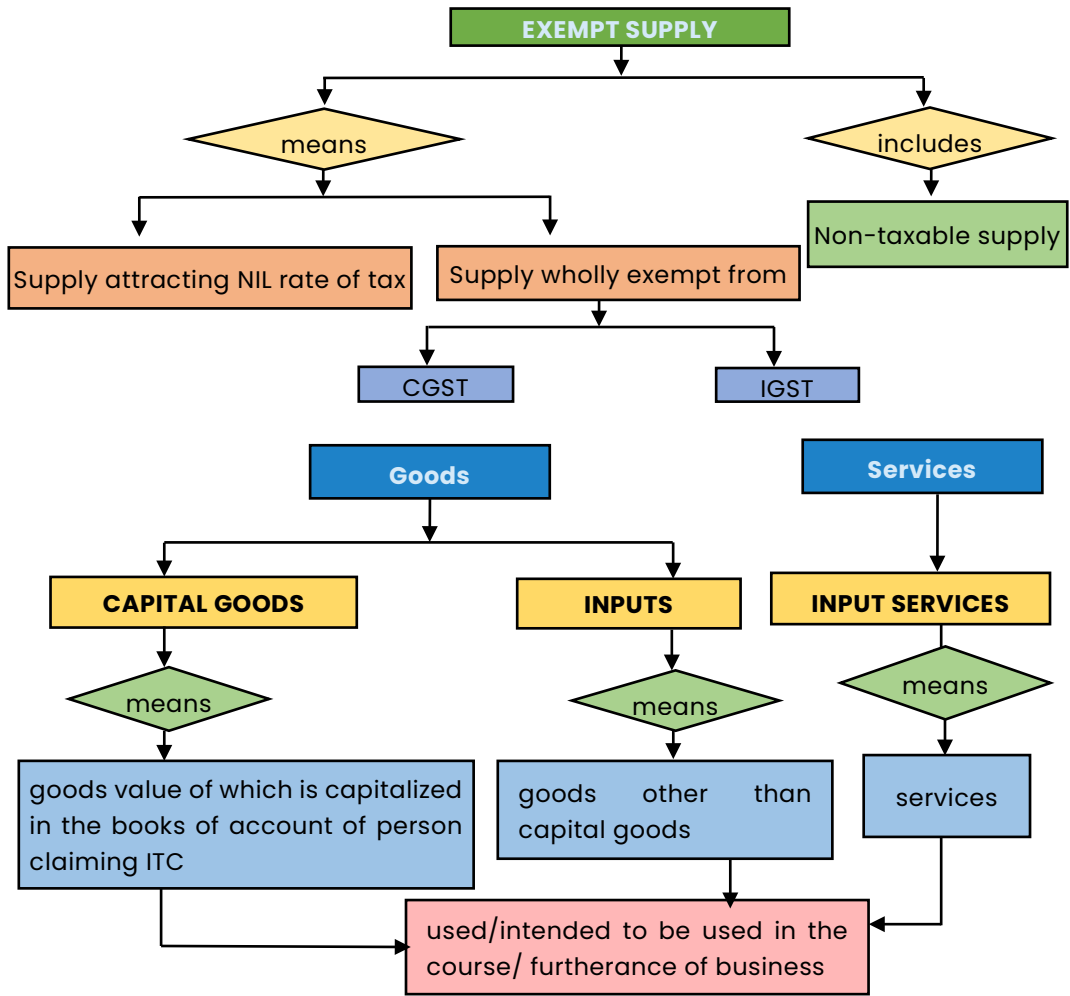 EXEMPT SUPPLY
means
includes
Supply attracting NIL rate of tax
Supply wholly exempt from
Non-taxable supply
CGST
IGST
Goods
Services
CAPITAL GOODS
INPUTS
INPUT SERVICES
means
means
means
goods value of which is capitalized
in the books of account of person
claiming ITC
goods other than
capital goods
services
used/intended to be used in the
course/ furtherance of business